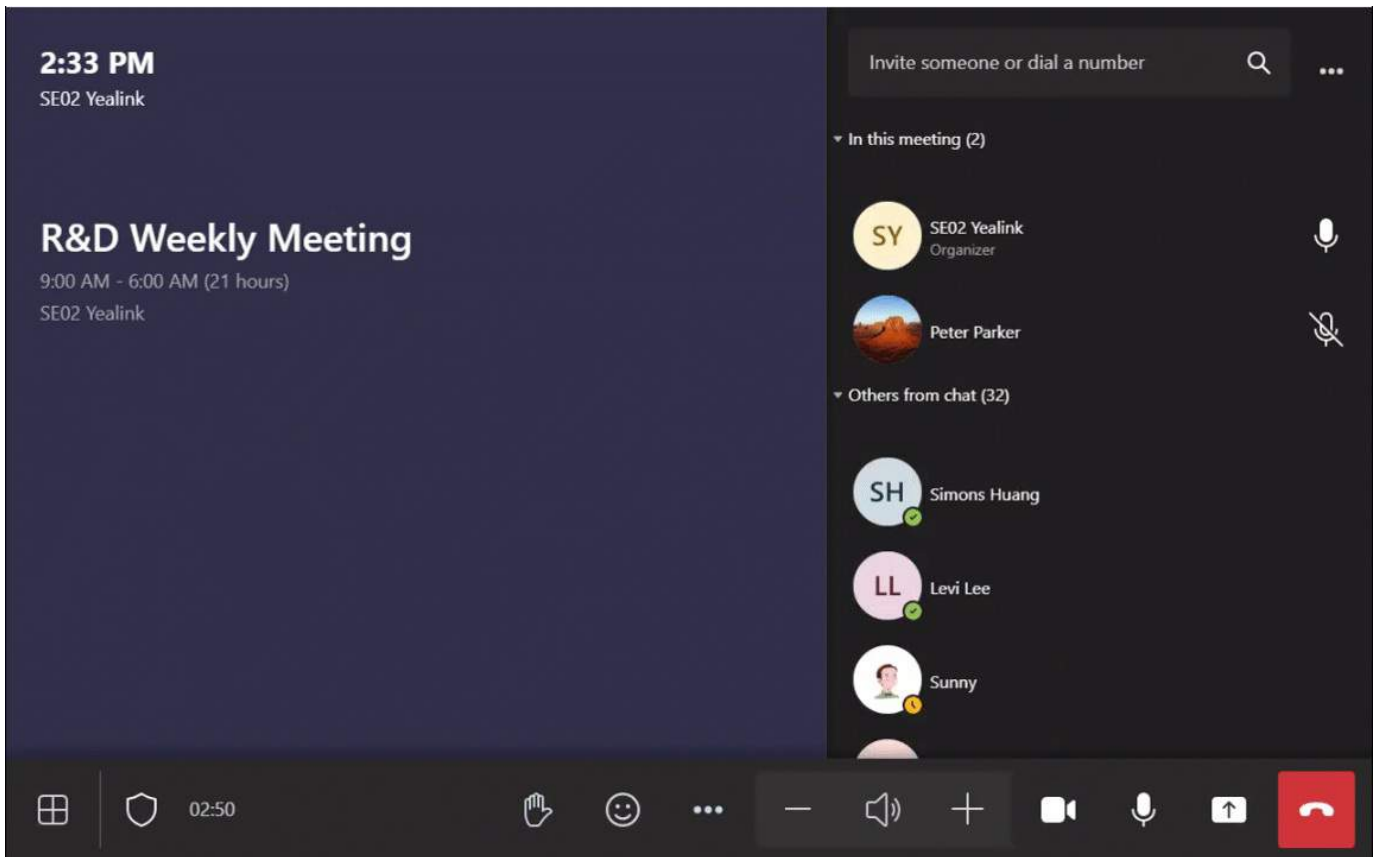 2:33 PM
SE02 Yealink
R&D Weekly Meeting
9:00 AM - 6:00 AM (21 hours)
SE02 Yealink
Invite someone or dial a number
In this meeting (2)
SY
SE02 Yealink
Organizer
Peter Parker
Others from chat (32)
SH
Simons Huang
LL
Levi Lee
Sunny
02:50